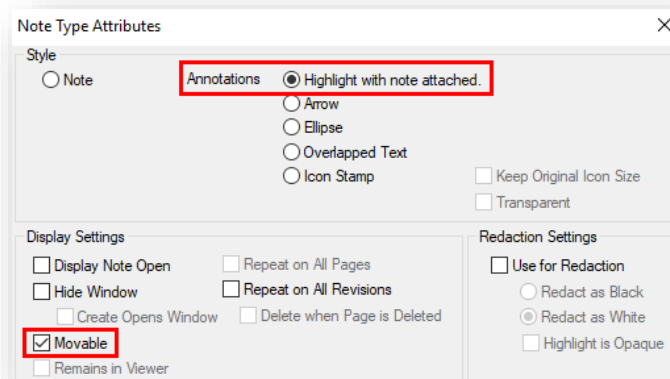 Note Type Attributes
Style
Note
Annotations
Highlight with note attached.
Arrow
Ellipse
Overlapped Text
Icon Stamp
Keep Original Icon Size
Transparent
Display Settings
Display Note Open
Repeat on All Pages
Hide Window
Repeat on All Revisions
Create Opens Window
Delete when Page is Deleted
Movable
Remains in Viewer
Redaction Settings
Use for Redaction
Redact as Black
Redact as White
Highlight is Opaque